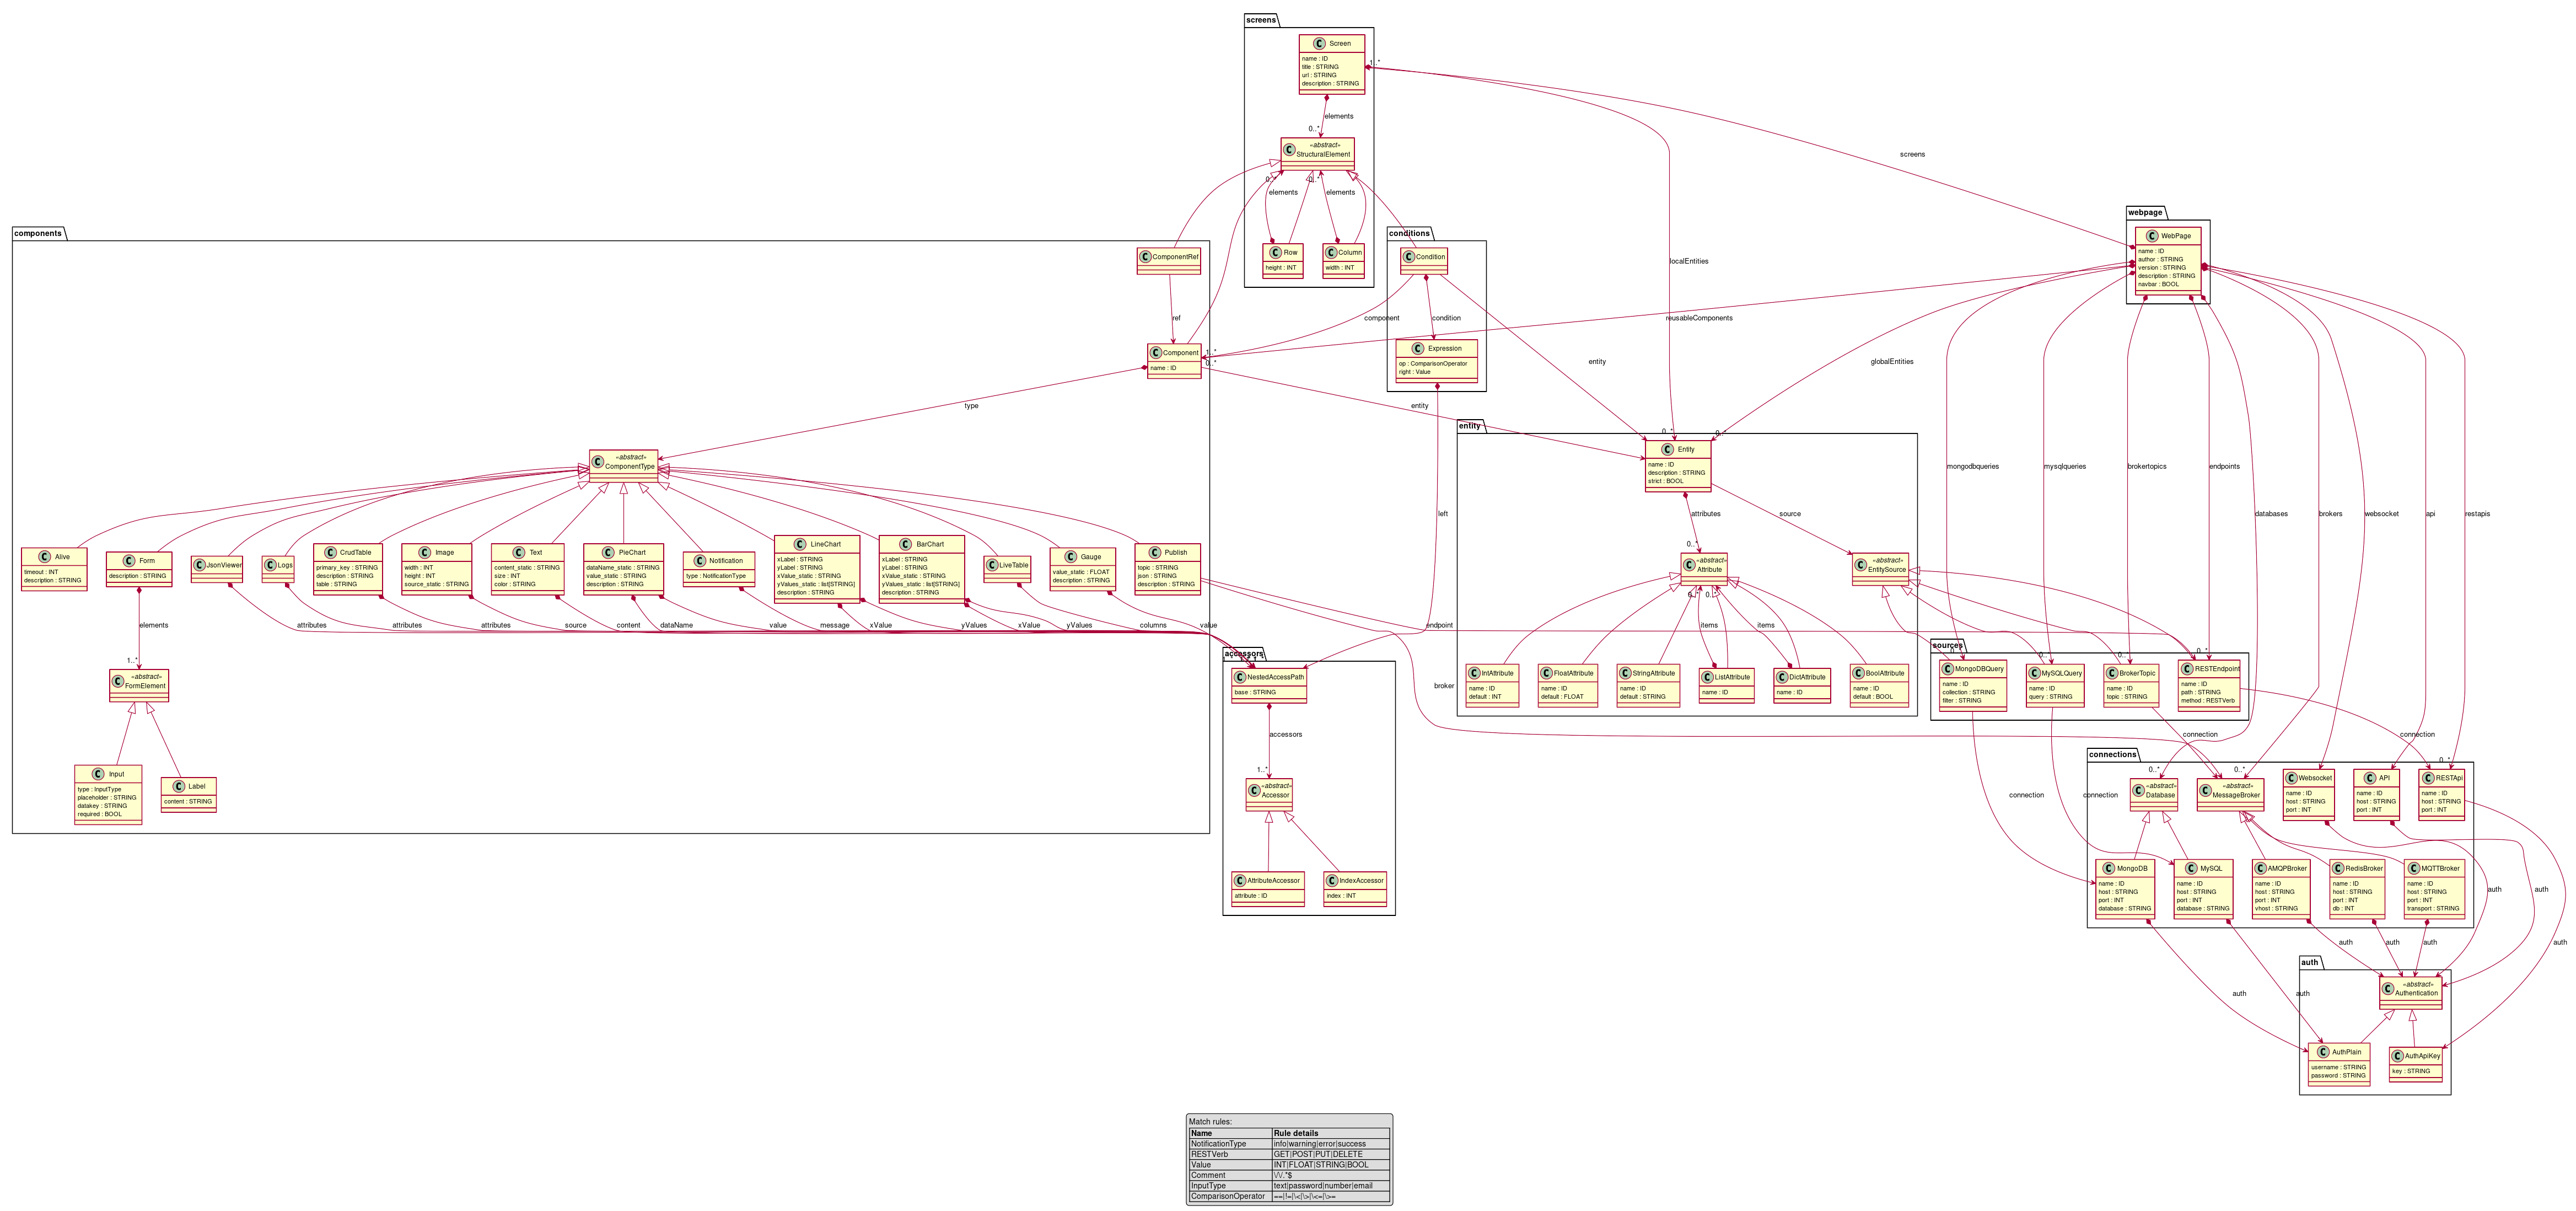 screens
Screen
name : ID
title : STRING
url : STRING
description : STRING
1..*
elements
0..*
«abstract»
StructuralElement
0..*
elements
0..*
elements
Row
height : INT
Column
width : INT
screens
localEntities
webpage
WebPage
name : ID
author : STRING
version : STRING
description : STRING
navbar : BOOL
components
ComponentRef
ref
Component
name : ID
1..*
0..*
conditions
Condition
condition
component
Expression
op : ComparisonOperator
right : Value
reusableComponents
entity
globalEntities
type
entity
left
«abstract»
ComponentType
Alive
timeout : INT
description : STRING
Form
description : STRING
JsonViewer
Logs
CrudTable
primary_key : STRING
description : STRING
table : STRING
Image
width : INT
height : INT
source_static : STRING
Text
content_static : STRING
size : INT
color : STRING
PieChart
dataName_static : STRING
value_static : STRING
description : STRING
Notification
type : NotificationType
LineChart
xLabel : STRING
yLabel : STRING
xValue_static : STRING
yValues_static : list[STRING]
description : STRING
BarChart
xLabel : STRING
yLabel : STRING
xValue_static : STRING
yValues_static : list[STRING]
description : STRING
LiveTable
Gauge
value_static : FLOAT
description : STRING
Publish
topic : STRING
json : STRING
description : STRING
elements
attributes
attributes
attributes
source
content
dataName
value
message
xValue
yValues
xValue
yValues
columns
value
endpoint
broker
1..*
«abstract»
FormElement
Input
type : InputType
placeholder : STRING
datakey : STRING
required : BOOL
Label
content : STRING
entity
0..*
0..*
Entity
name : ID
description : STRING
strict : BOOL
attributes
source
0..*
«abstract»
Attribute
0..*
0..*
items
items
«abstract»
EntitySource
IntAttribute
name : ID
default : INT
FloatAttribute
name : ID
default : FLOAT
StringAttribute
name : ID
default : STRING
ListAttribute
name : ID
DictAttribute
name : ID
BoolAttribute
name : ID
default : BOOL
mongodbqueries
mysqlqueries
brokertopics
endpoints
databases
brokers
websocket
api
restapis
sources
MongoDBQuery
name : ID
collection : STRING
filter : STRING
MySQLQuery
name : ID
query : STRING
BrokerTopic
name : ID
topic : STRING
0..*
RESTEndpoint
name : ID
path : STRING
method : RESTVerb
accessors
NestedAccessPath
base : STRING
accessors
1..*
«abstract»
Accessor
AttributeAccessor
attribute : ID
IndexAccessor
index : INT
connection
connection
connection
connection
connections
0..*
«abstract»
Database
0..*
«abstract»
MessageBroker
Websocket
name : ID
host : STRING
port : INT
API
name : ID
host : STRING
port : INT
0..*
RESTApi
name : ID
host : STRING
port : INT
MongoDB
name : ID
host : STRING
port : INT
database : STRING
MySQL
name : ID
host : STRING
port : INT
database : STRING
AMQPBroker
name : ID
host : STRING
port : INT
vhost : STRING
RedisBroker
name : ID
host : STRING
port : INT
db : INT
MQTTBroker
name : ID
host : STRING
port : INT
transport : STRING
auth
auth
auth
auth
auth
auth
auth
auth
auth
«abstract»
Authentication
AuthPlain
username : STRING
password : STRING
AuthApiKey
key : STRING
Match rules:
Name Rule details
NotificationType info|warning|error|success
RESTVerb GET|POST|PUT|DELETE
Value INT|FLOAT|STRING|BOOL
Comment \/\/.*$
InputType text|password|number|email
ComparisonOperator ==|!=|\<|\>|\<=|\>=